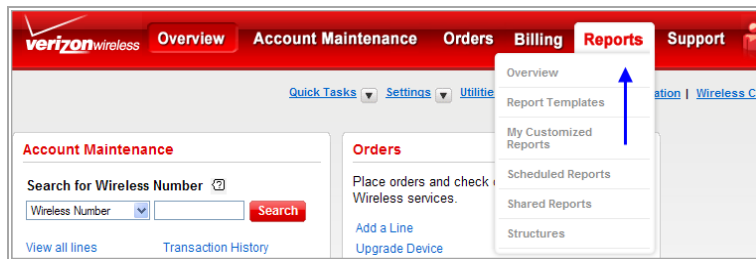 verizonwireless Overview Account Maintenance Orders Billing Reports Support
Quick Tasks Settings
Wireless
Overview
Report Templates
My Customized
Reports
Scheduled Reports
Shared Reports
Structures
Account Maintenance
Search for Wireless Number
Wireless Number Search
View all lines Transaction History
Orders
Place orders and check
Wireless services.
Add a Line
Upgrade Device